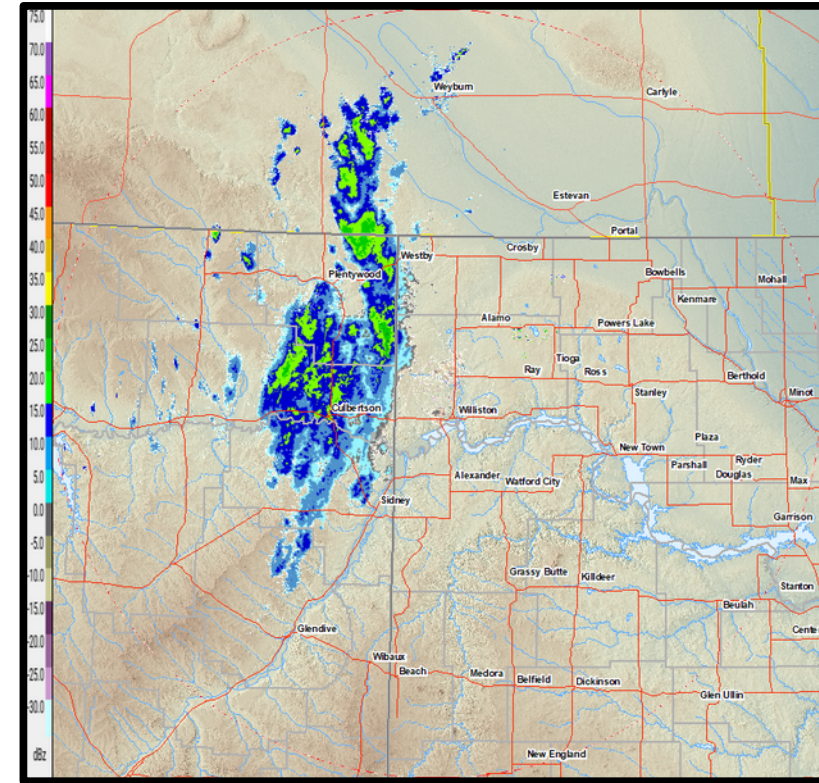 75.0
70.0
65.0
60.0
55.0
50.0
45.0
40.0
35.0
30.0
25.0
20.0
15.0
10.0
5.0
0.0
-5.0
-10.0
-15.0
-20.0
-25.0
-30.0
dBz
Weyburn
Carlyle
Estevan
Portal
Crosby
Westby
Plentywood
Bowbells
Mohall
Kenmare
Alamo
Powers Lake
Tioga
Ray
Ross
Berthold
Stanley
Minot
Culbertson
Williston
Plaza
New Town
Ryder
Parshall
Douglas
Max
Alexander
Watford City
Sidney
Garrison
Grassy Butte
Killdeer
Stanton
Beulah
Glendive
Cente
Wibaux
Beach
Medora
Belfield
Dickinson
Glen Ullin
New England